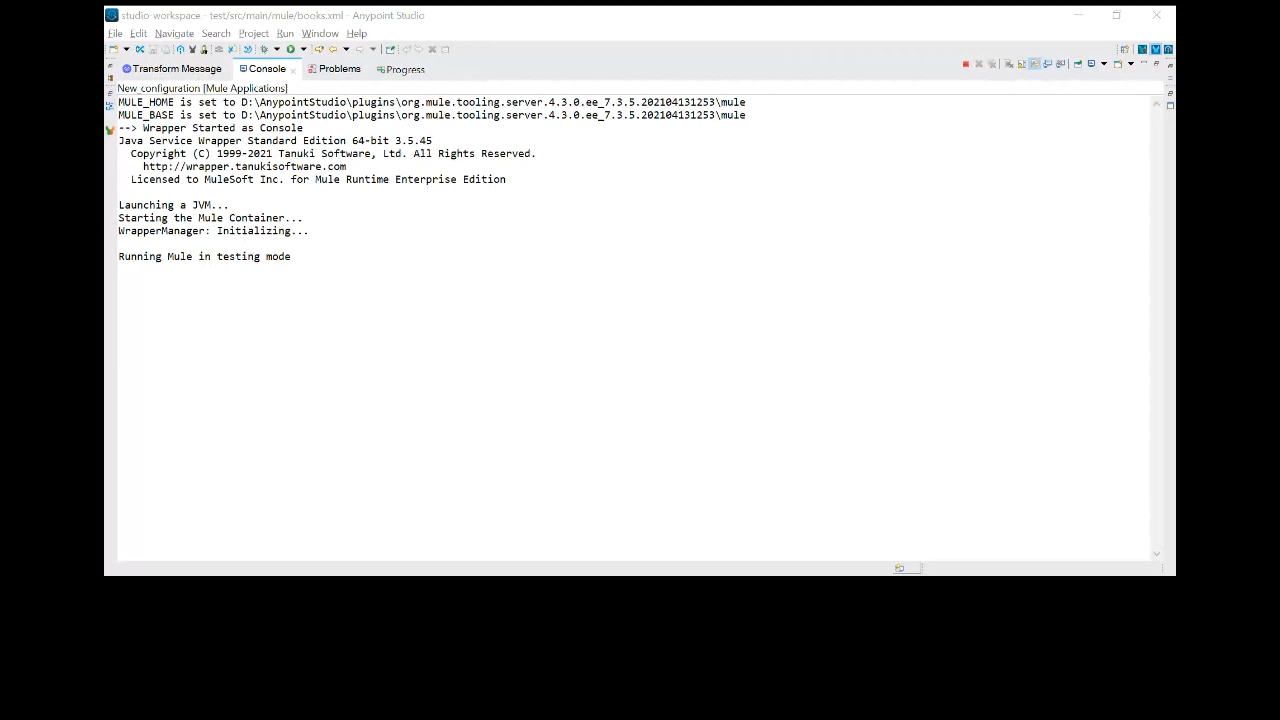 studio-workspace - test/src/main/mule/books.xml - Anypoint Studio
File Edit Navigate Search Project Run Window Help
Transform Message Console Problems Progress
New_configuration [Mule Applications]
MULE_HOME is set to D:\AnypointStudio\plugins\org.mule.tooling.server.4.3.0.ee_7.3.5.202104131253\mule
MULE_BASE is set to D:\AnypointStudio\plugins\org.mule.tooling.server.4.3.0.ee_7.3.5.202104131253\mule
--> Wrapper Started as Console
Java Service Wrapper Standard Edition 64-bit 3.5.45
Copyright (C) 1999-2021 Tanuki Software, Ltd. All Rights Reserved.
http://wrapper.tanukisoftware.com
Licensed to MuleSoft Inc. for Mule Runtime Enterprise Edition
Launching a JVM...
Starting the Mule Container...
WrapperManager: Initializing...
Running Mule in testing mode